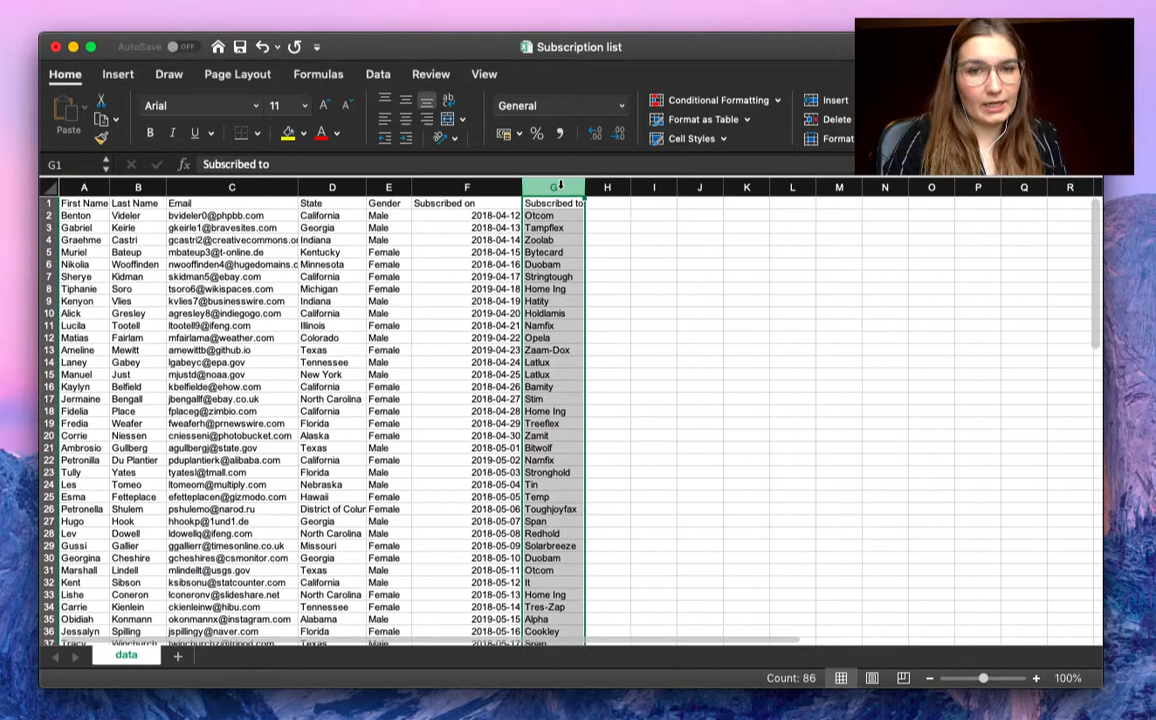 AutoSave OFF Subscription list
Home Insert Draw Page Layout Formulas Data Review View
Paste Arial 11 General Conditional Formatting Insert
Format as Table Delete
Cell Styles Format
G1 fx Subscribed to
A B C D E F G H I J K L M N O P Q R
1 First Name Last Name Email State Gender Subscribed on Subscribed to
2 Benton Videler bvideler0@phpbb.com California Male 2018-04-12 Otcom
3 Gabriel Keirle gkeirle1@bravesites.com Georgia Male 2018-04-13 Tampflex
4 Graehme Castri gcastri2@creativecommons.o Indiana Male 2018-04-14 Zoolab
5 Muriel Bateup mbateup3@t-online.de Kentucky Female 2018-04-15 Bytecard
6 Nikolia Wooffinden nwooffinden4@hugedomains.c Minnesota Female 2018-04-16 Duobam
7 Sherye Kidman skidman5@ebay.com California Female 2019-04-17 Stringtough
8 Tiphanie Soro tsoro6@wikispaces.com Michigan Female 2019-04-18 Home Ing
9 Kenyon Vlies kvlies7@businesswire.com Indiana Male 2018-04-19 Hatity
10 Alick Gresley agresley8@indiegogo.com California Male 2019-04-20 Holdlamis
11 Lucila Tootell ltootell9@ifeng.com Illinois Female 2018-04-21 Namfix
12 Matias Fairlam mfairlama@weather.com Colorado Male 2019-04-22 Opela
13 Ameline Mewitt amewittb@github.io Texas Female 2019-04-23 Zaam-Dox
14 Laney Gabey lgabeyc@epa.gov Tennessee Male 2018-04-24 Latlux
15 Manuel Just mjustd@noaa.gov New York Male 2018-04-25 Latlux
16 Kaylyn Belfield kbelfielde@ehow.com California Female 2018-04-26 Bamity
17 Jermaine Bengall jbengallf@ebay.co.uk North Carolina Female 2018-04-27 Stim
18 Fidelia Place fplaceg@zimbio.com California Female 2018-04-28 Home Ing
19 Fredia Weafer fweaferh@prnewswire.com Florida Female 2018-04-29 Treeflex
20 Corrie Niessen cniesseni@photobucket.com Alaska Female 2018-04-30 Zamit
21 Ambrosio Gullberg agullbergj@state.gov Texas Male 2018-05-01 Bitwolf
22 Petronilla Du Plantier pduplantierk@alibaba.com California Female 2019-05-02 Namfix
23 Tully Yates tyatesl@tmall.com Florida Male 2018-05-03 Stronghold
24 Les Tomeo ltomeom@multiply.com Nebraska Male 2018-05-04 Tin
25 Esma Fetteplace efetteplacen@gizmodo.com Hawaii Female 2018-05-05 Temp
26 Petronella Shulem pshulemo@narod.ru District of Colur Female 2018-05-06 Toughjoyfax
27 Hugo Hook hhookp@1und1.de Georgia Male 2018-05-07 Span
28 Lev Dowell ldowellq@ifeng.com North Carolina Male 2018-05-08 Redhold
29 Gussi Gallier ggallierr@timesonline.co.uk Missouri Female 2018-05-09 Solarbreeze
30 Georgina Cheshire gcheshires@csmonitor.com Georgia Female 2018-05-10 Duobam
31 Marshall Lindell mlindellt@usgs.gov Texas Male 2018-05-11 Otcom
32 Kent Sibson ksibsonu@statcounter.com California Male 2018-05-12 It
33 Lishe Coneron lconeronv@slideshare.net North Carolina Female 2018-05-13 Home Ing
34 Carrie Kienlein ckienleinw@hibu.com Tennessee Female 2018-05-14 Tres-Zap
35 Obidiah Konmann okonmannx@instagram.com Alabama Male 2019-05-15 Alpha
36 Jessalyn Spilling jspillingy@naver.com Florida Female 2018-05-16 Cookley
37
data
Count: 86 100%